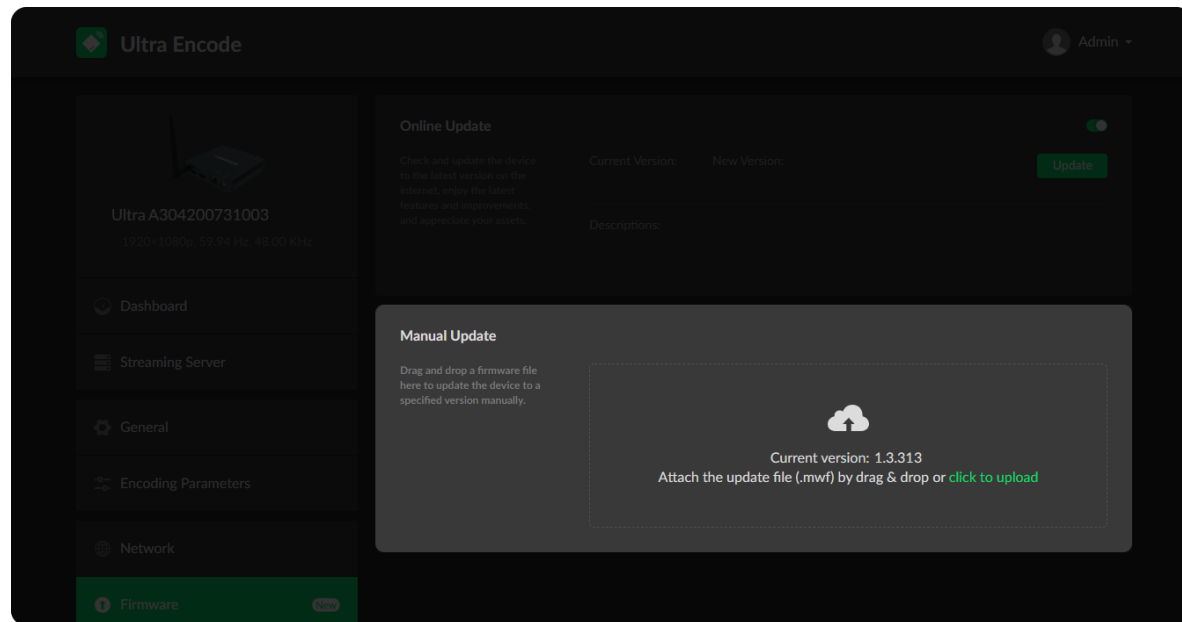 Ultra Encode
Admin
Ultra A304200731003
1920×1080p, 59.94 Hz, 48.00 KHz
Dashboard
Streaming Server
General
Encoding Parameters
Network
Firmware
New
Online Update
Check and update the device
to the latest version on the
internet, enjoy the latest
features and improvements,
and appreciate your assets.
Current Version:
New Version:
Update
Descriptions:
Manual Update
Drag and drop a firmware file
here to update the device to a
specified version manually.
Current version: 1.3.313
Attach the update file (.mwf) by drag & drop or click to upload